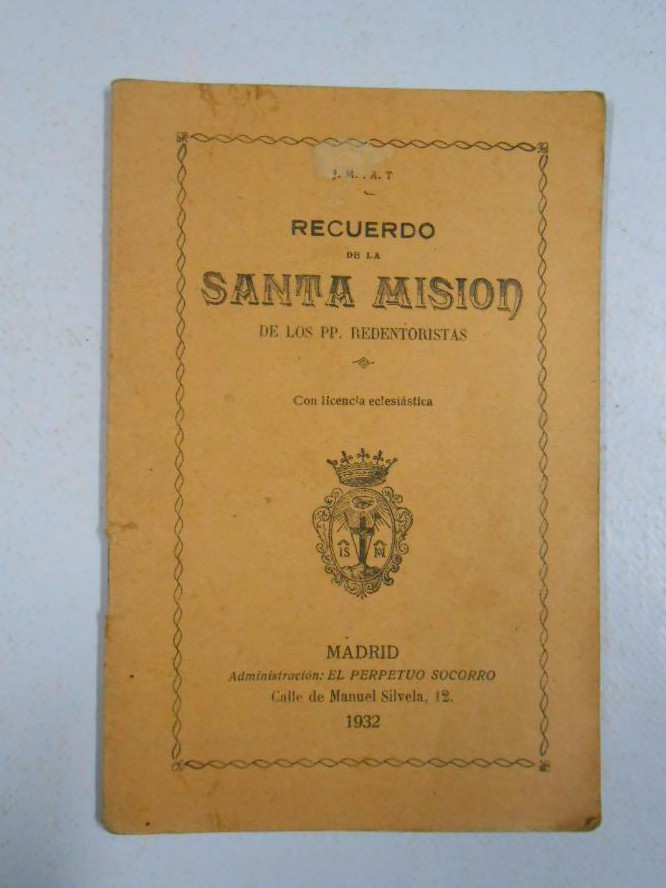 J. M. . A. T
RECUERDO
DE LA
SANTA MISION
DE LOS PP. REDENTORISTAS
Con licencia eclesiástica
IS M
MADRID
Administración: EL PERPETUO SOCORRO
Calle de Manuel Silvela, 12.
1932